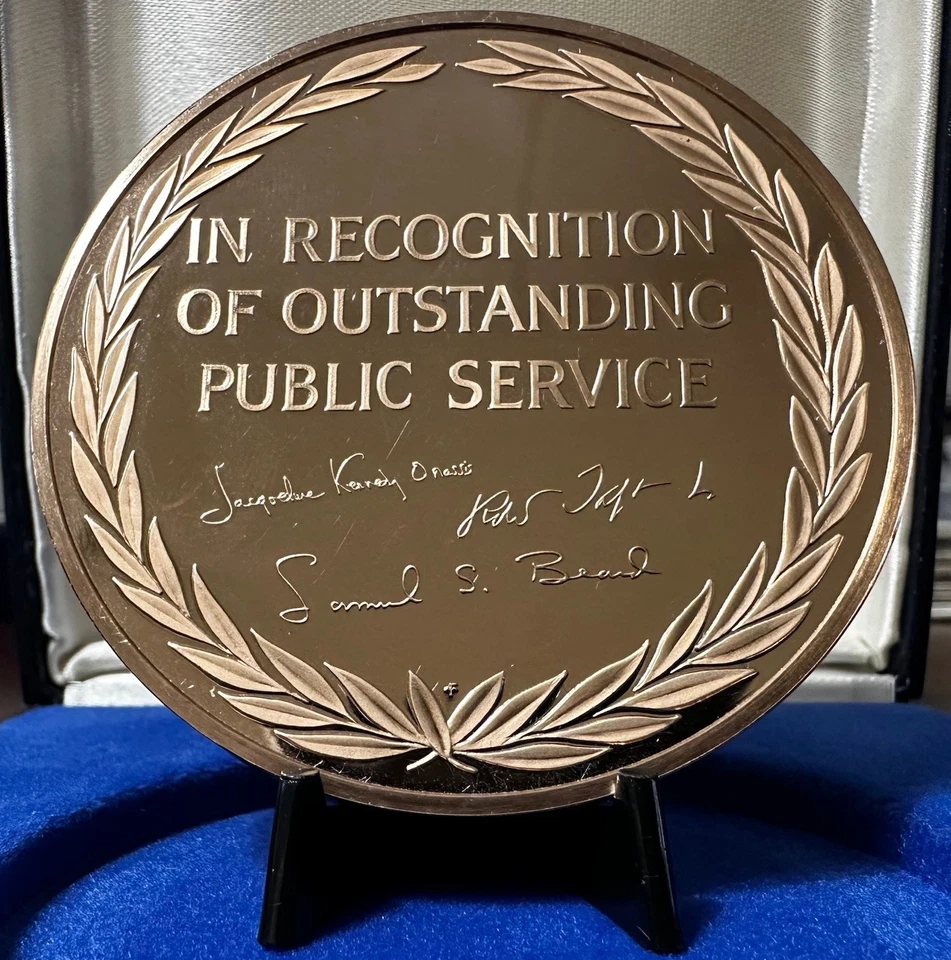 IN RECOGNITION
OF OUTSTANDING
PUBLIC SERVICE
Jacqueline Kennedy Onassis
Samuel S. Beard